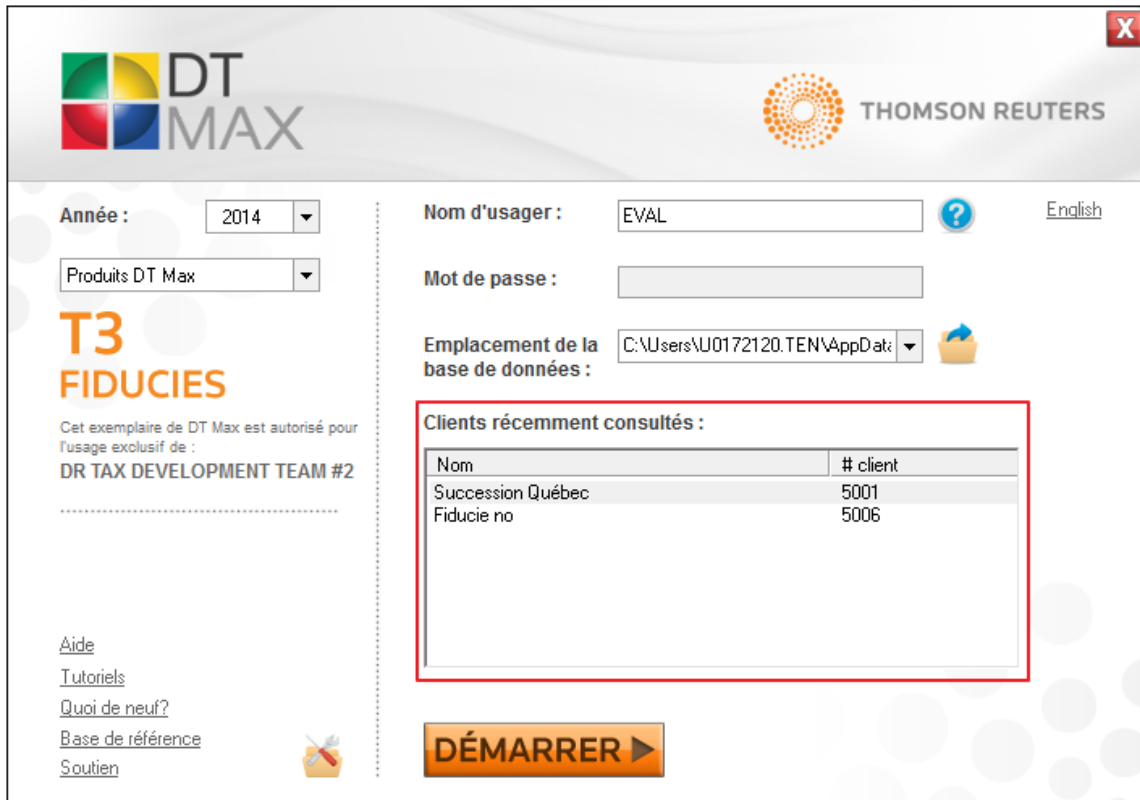 X
DT
MAX
THOMSON REUTERS
Année :
2014
Produits DT Max
T3
FIDUCIES
Cet exemplaire de DT Max est autorisé pour
l'usage exclusif de :
DR TAX DEVELOPMENT TEAM #2
Aide
Tutoriels
Quoi de neuf?
Base de référence
Soutien
Nom d'usager :
EVAL
?
English
Mot de passe :
Emplacement de la
base de données :
C:\Users\U0172120.TEN\AppData
Clients récemment consultés :
Nom # client
Succession Québec 5001
Fiducie no 5006
DÉMARRER